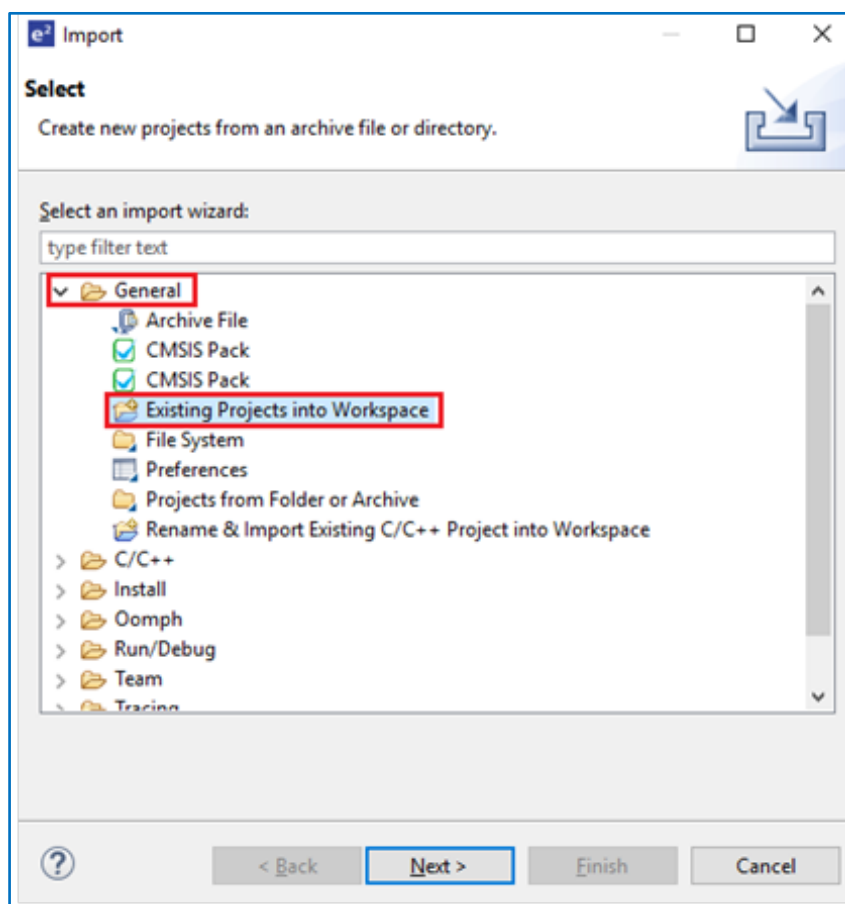 e² Import
Select
Create new projects from an archive file or directory.
Select an import wizard:
type filter text
General
Archive File
CMSIS Pack
CMSIS Pack
Existing Projects into Workspace
File System
Preferences
Projects from Folder or Archive
Rename & Import Existing C/C++ Project into Workspace
C/C++
Install
Oomph
Run/Debug
Team
Tracing
? < Back Next > Finish Cancel